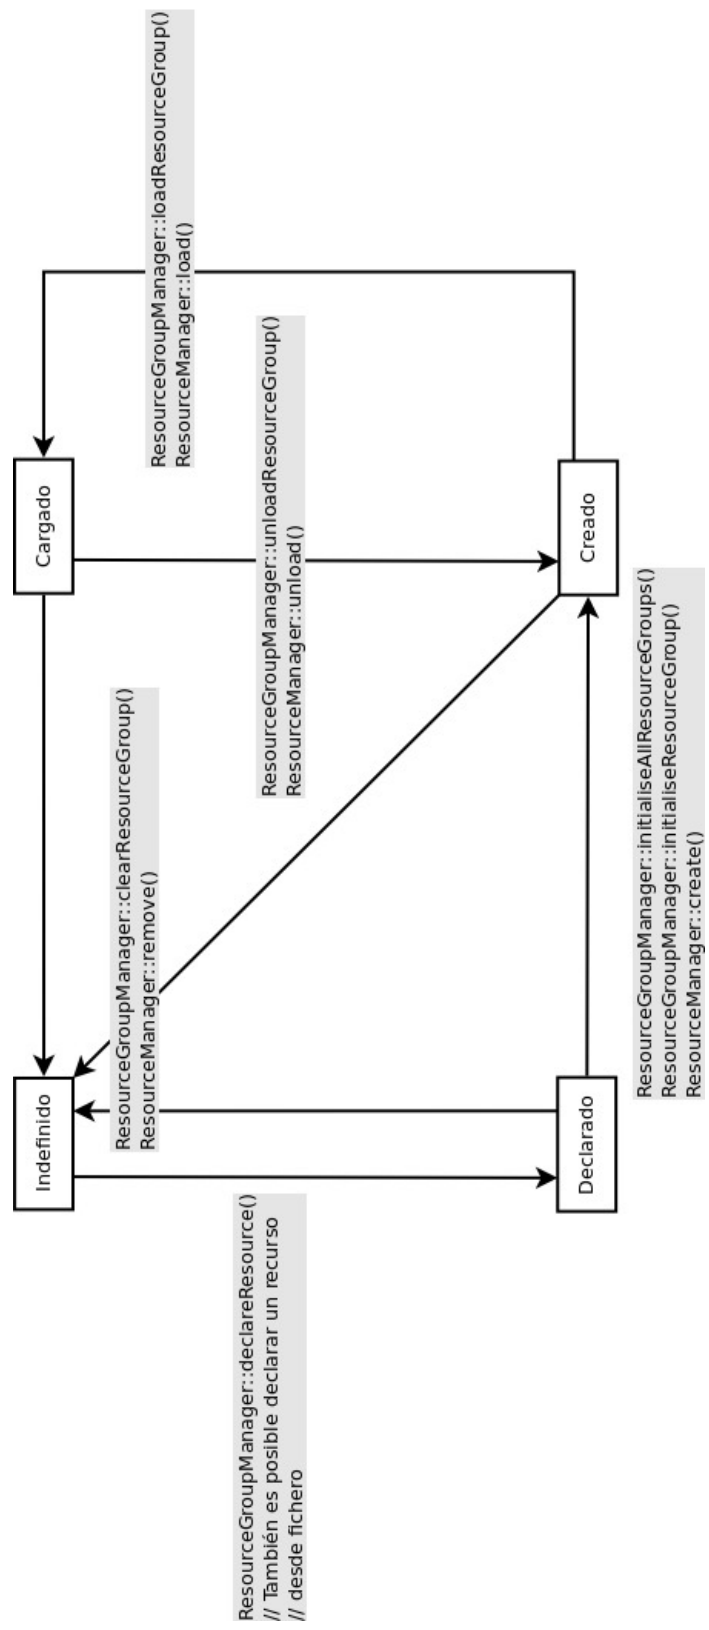 ResourceGroupManager::declareResource()
// También es posible declarar un recurso
// desde fichero
Indefinido
Declarado
ResourceGroupManager::clearResourceGroup()
ResourceManager::remove()
ResourceGroupManager::initialiseAllResourceGroups()
ResourceGroupManager::initialiseResourceGroup()
ResourceManager::create()
ResourceGroupManager::unloadResourceGroup()
ResourceManager::unload()
Cargado
Creado
ResourceGroupManager::loadResourceGroup()
ResourceManager::load()